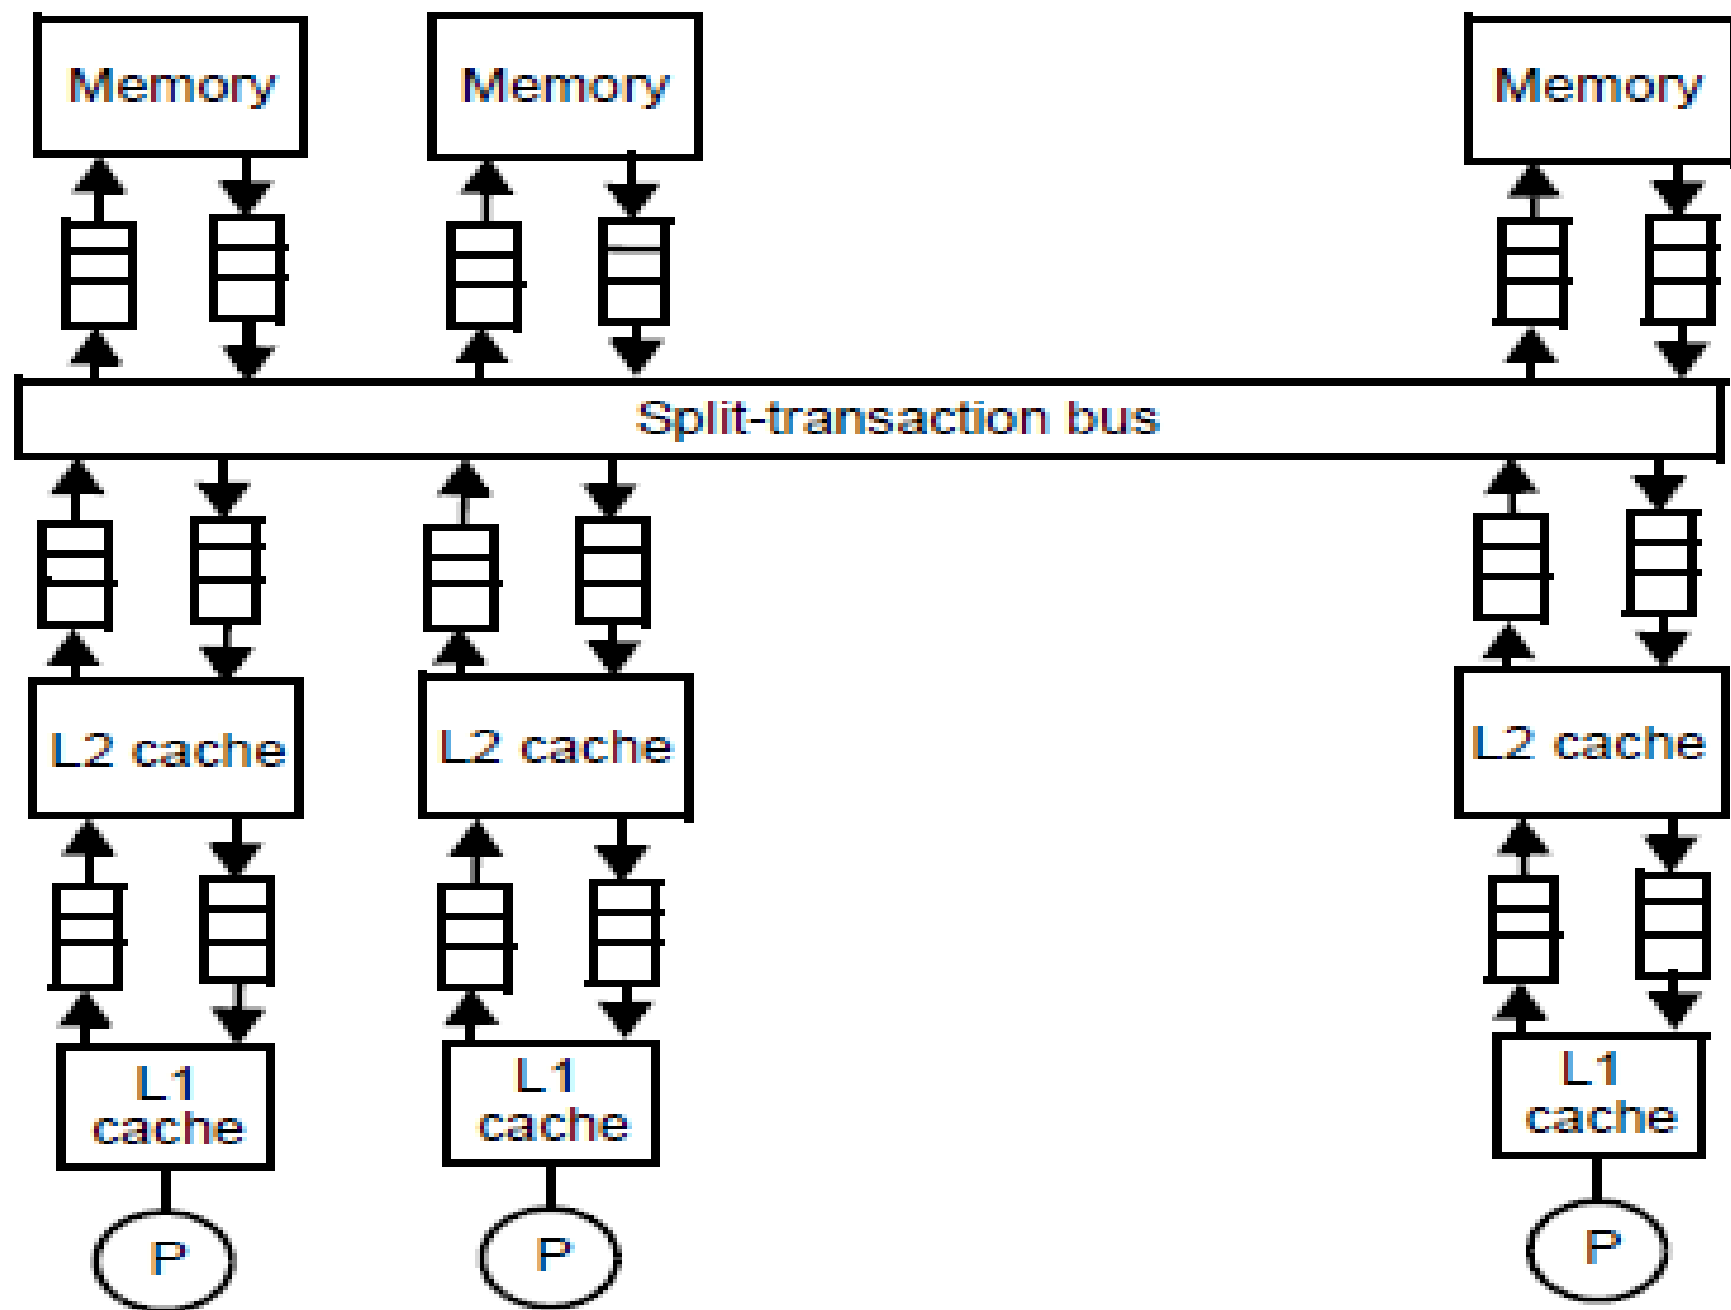 Memory
Memory
Memory
Split-transaction bus
L2 cache
L2 cache
L2 cache
L1
cache
L1
cache
L1
cache
P
P
P